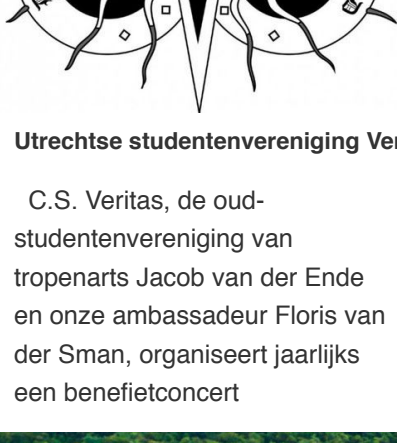 Utrechtse studentenvereniging
C.S. Veritas, de oud-
studentenvereniging van
tropenarts Jacob van der Ende
en onze ambassadeur Floris van
der Sman, organiseert jaarlijks
een benefietconcert